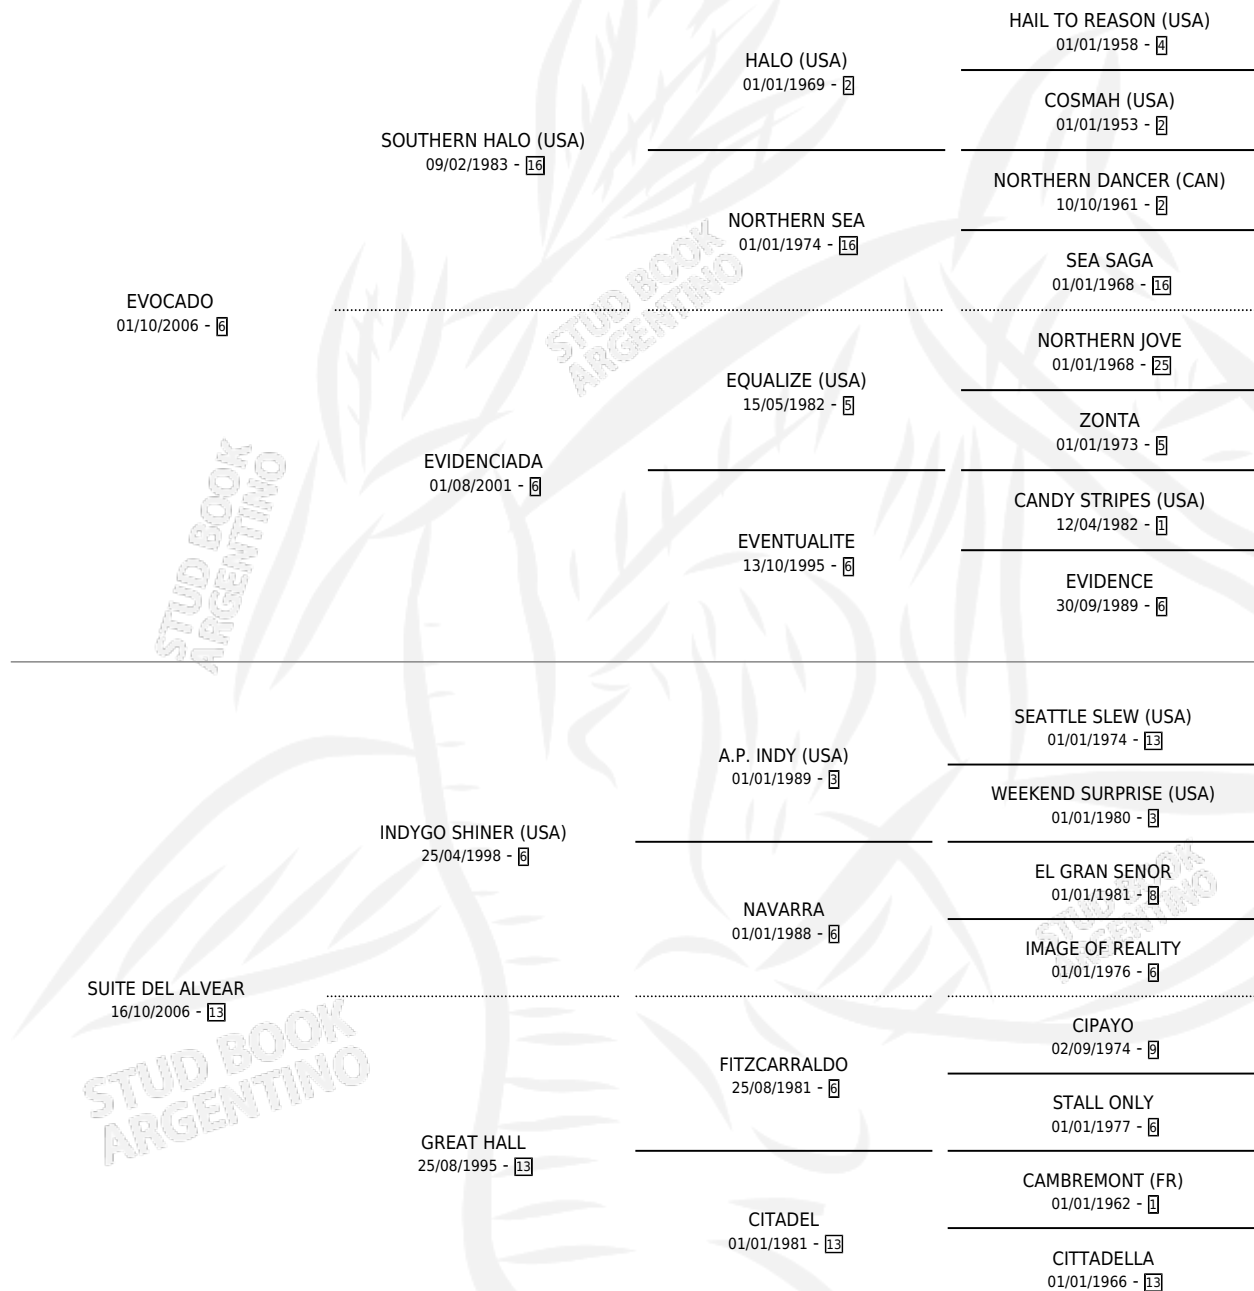 HAIL TO REASON (USA)
01/01/1958 - 4
HALO (USA)
01/01/1969 - 2
COSMAH (USA)
01/01/1953 - 2
SOUTHERN HALO (USA)
09/02/1983 - 16
NORTHERN DANCER (CAN)
10/10/1961 - 2
NORTHERN SEA
01/01/1974 - 16
SEA SAGA
01/01/1968 - 16
EVOCADO
01/10/2006 - 6
NORTHERN JOVE
01/01/1968 - 25
EQUALIZE (USA)
15/05/1982 - 5
ZONTA
01/01/1973 - 5
EVIDENCIADA
01/08/2001 - 6
CANDY STRIPES (USA)
12/04/1982 - 1
EVENTUALITE
13/10/1995 - 6
EVIDENCE
30/09/1989 - 6
SEATTLE SLEW (USA)
01/01/1974 - 13
A.P. INDY (USA)
01/01/1989 - 3
WEEKEND SURPRISE (USA)
01/01/1980 - 3
INDYGO SHINER (USA)
25/04/1998 - 6
EL GRAN SENOR
01/01/1981 - 8
NAVARRA
01/01/1988 - 6
IMAGE OF REALITY
01/01/1976 - 6
SUITE DEL ALVEAR
16/10/2006 - 13
CIPAYO
02/09/1974 - 9
FITZCARRALDO
25/08/1981 - 6
STALL ONLY
01/01/1977 - 6
GREAT HALL
25/08/1995 - 13
CAMBREMONT (FR)
01/01/1962 - 1
CITADEL
01/01/1981 - 13
CITTADELLA
01/01/1966 - 13
STUD BOOK
ARGENTINO
STUD BOOK
ARGENTINO
STUD BOOK
ARGENTINO
STUD BOOK
ARGENTINO